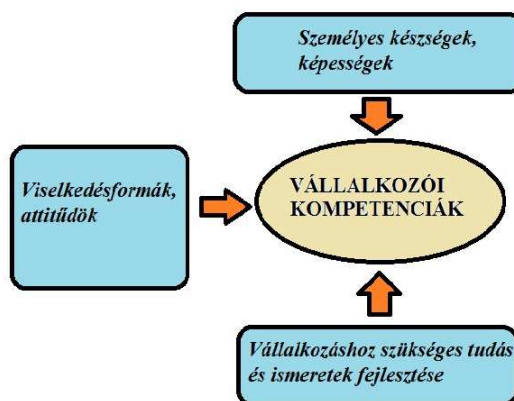 Személyes készségek,
képességek
Viselkedésformák,
attitűdök
VÁLLALKOZÓI
KOMPETENCIÁK
Vállalkozáshoz szükséges tudás
és ismeretek fejlesztése